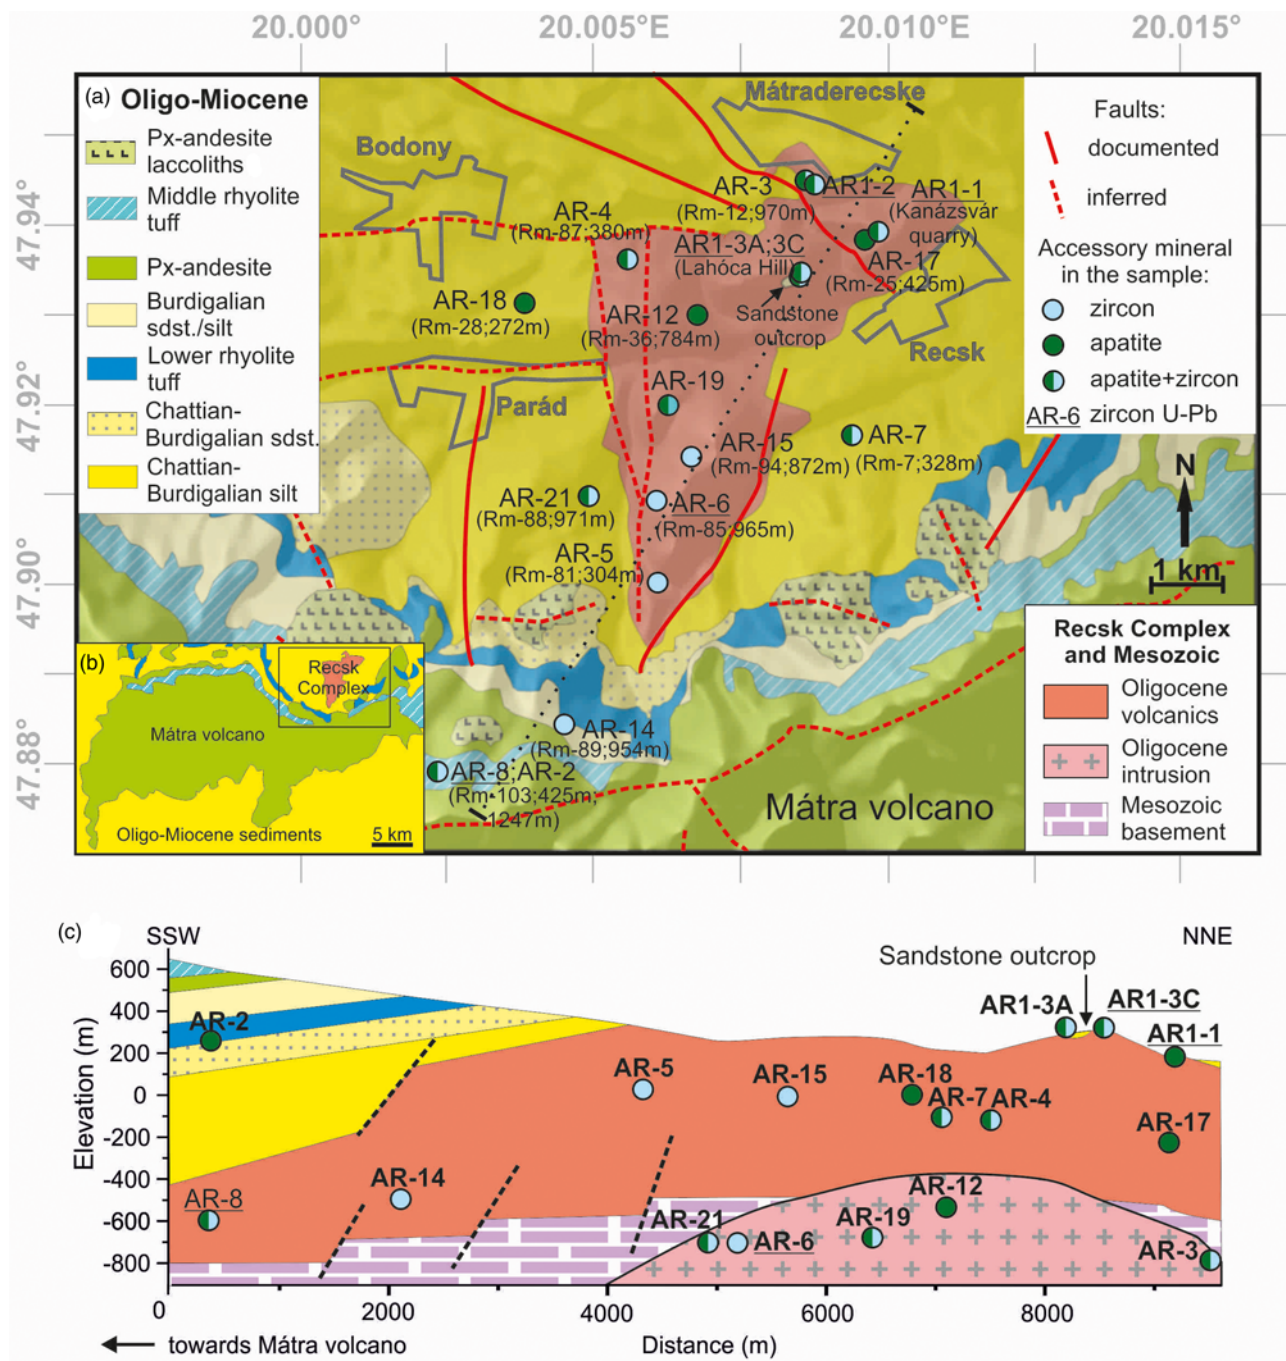 20.000°
20.005°E
20.010°E
20.015°
47.94°
47.92°
47.90°
47.88°
(a) Oligo-Miocene
Px-andesite
laccoliths
Middle rhyolite
tuff
Px-andesite
Burdigalian
sdst./silt
Lower rhyolite
tuff
Chattian-
Burdigalian sdst.
Chattian-
Burdigalian silt
Bodony
Mátraderecske
Parád
Recsk
AR-3
(Rm-12;970m)
AR1-2
AR1-1
(Kanázsvár
quarry)
AR-4
(Rm-87;380m)
AR1-3A;3C
(Lahóca Hill)
AR-17
(Rm-25;425m)
AR-18
(Rm-28;272m)
AR-12
(Rm-36;784m)
Sandstone
outcrop
AR-19
AR-15
(Rm-94;872m)
AR-7
(Rm-7;328m)
AR-21
(Rm-88;971m)
AR-6
(Rm-85;965m)
AR-5
(Rm-81;304m)
AR-14
(Rm-89;954m)
AR-8;AR-2
(Rm-103;425m;
1247m)
Mátra volcano
Faults:
documented
inferred
Accessory mineral
in the sample:
zircon
apatite
apatite+zircon
AR-6 zircon U-Pb
N
1 km
Recsk Complex
and Mesozoic
Oligocene
volcanics
Oligocene
intrusion
Mesozoic
basement
(b)
Recsk
Complex
Mátra volcano
Oligo-Miocene sediments
5 km
(c)
SSW
NNE
Sandstone outcrop
Elevation (m)
600
400
200
0
-200
-400
-600
-800
AR-2
AR-8
AR-14
AR-5
AR-15
AR-18
AR-7
AR-4
AR1-3A
AR1-3C
AR1-1
AR-17
AR-12
AR-21
AR-6
AR-19
AR-3
0
2000
4000
6000
8000
towards Mátra volcano
Distance (m)